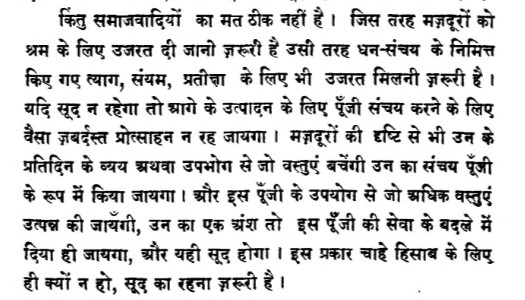 किंतु समाजवादियों का मत ठीक नहीं है। जिस तरह मज़दूरों को
श्रम के लिए उजरत दी जानो ज़रूरी है उसी तरह धन-संचय के निमित्त
किए गए त्याग, संयम, प्रतीक्षा के लिए भी उजरत मिलनी ज़रूरी है।
यदि सूद न रहेगा तो आगे के उत्पादन के लिए पूँजी संचय करने के लिए
वैसा ज़बर्दस्त प्रोत्साहन न रह जायगा। मज़दूरों की दृष्टि से भी उन के
प्रतिदिन के व्यय अथवा उपभोग से जो वस्तुएं बचेंगी उन का संचय पूँजी
के रूप में किया जायगा। और इस पूँजी के उपयोग से जो अधिक वस्तुएं
उत्पन्न की जायँगी, उन का एक अंश तो इस पूँजी की सेवा के बदले में
दिया ही जायगा, और यही सूद होगा। इस प्रकार चाहे हिसाब के लिए
ही क्यों न हो, सूद का रहना ज़रूरी है।